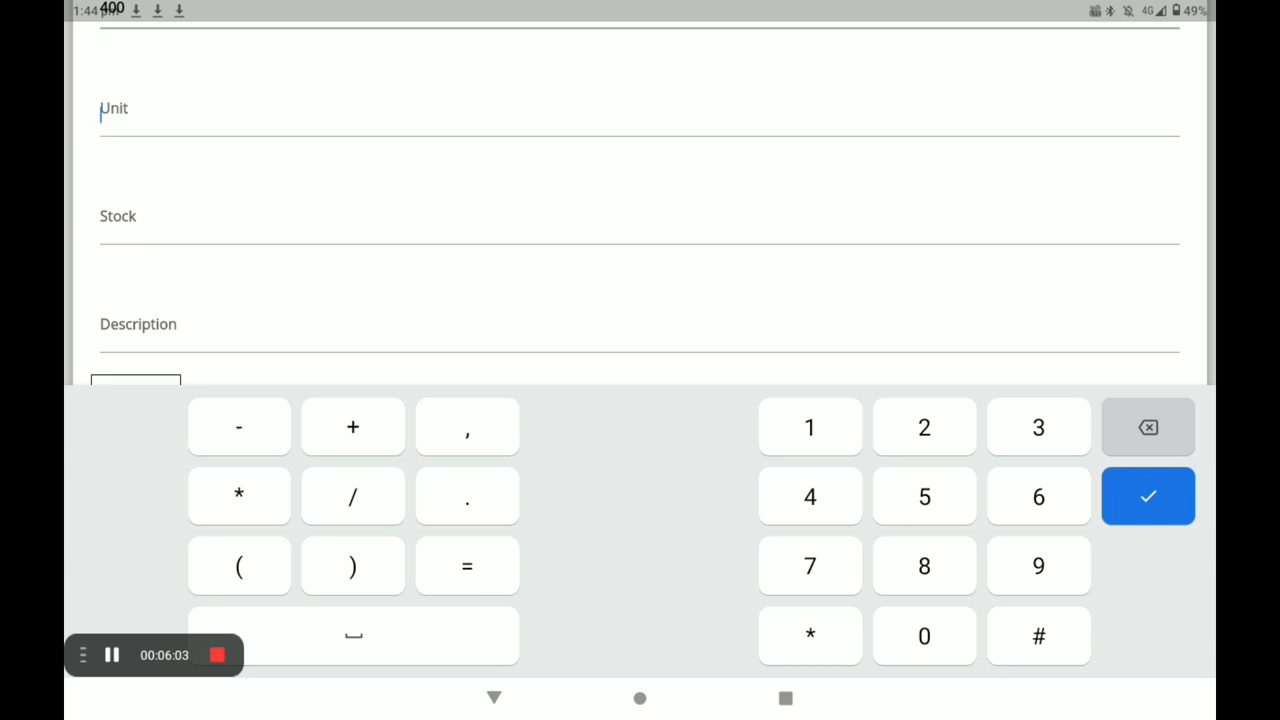 1:44 pm 400 4G 49%
Unit
Stock
Description
- + , 1 2 3
* / . 4 5 6
( ) = 7 8 9
* 0 #
00:06:03